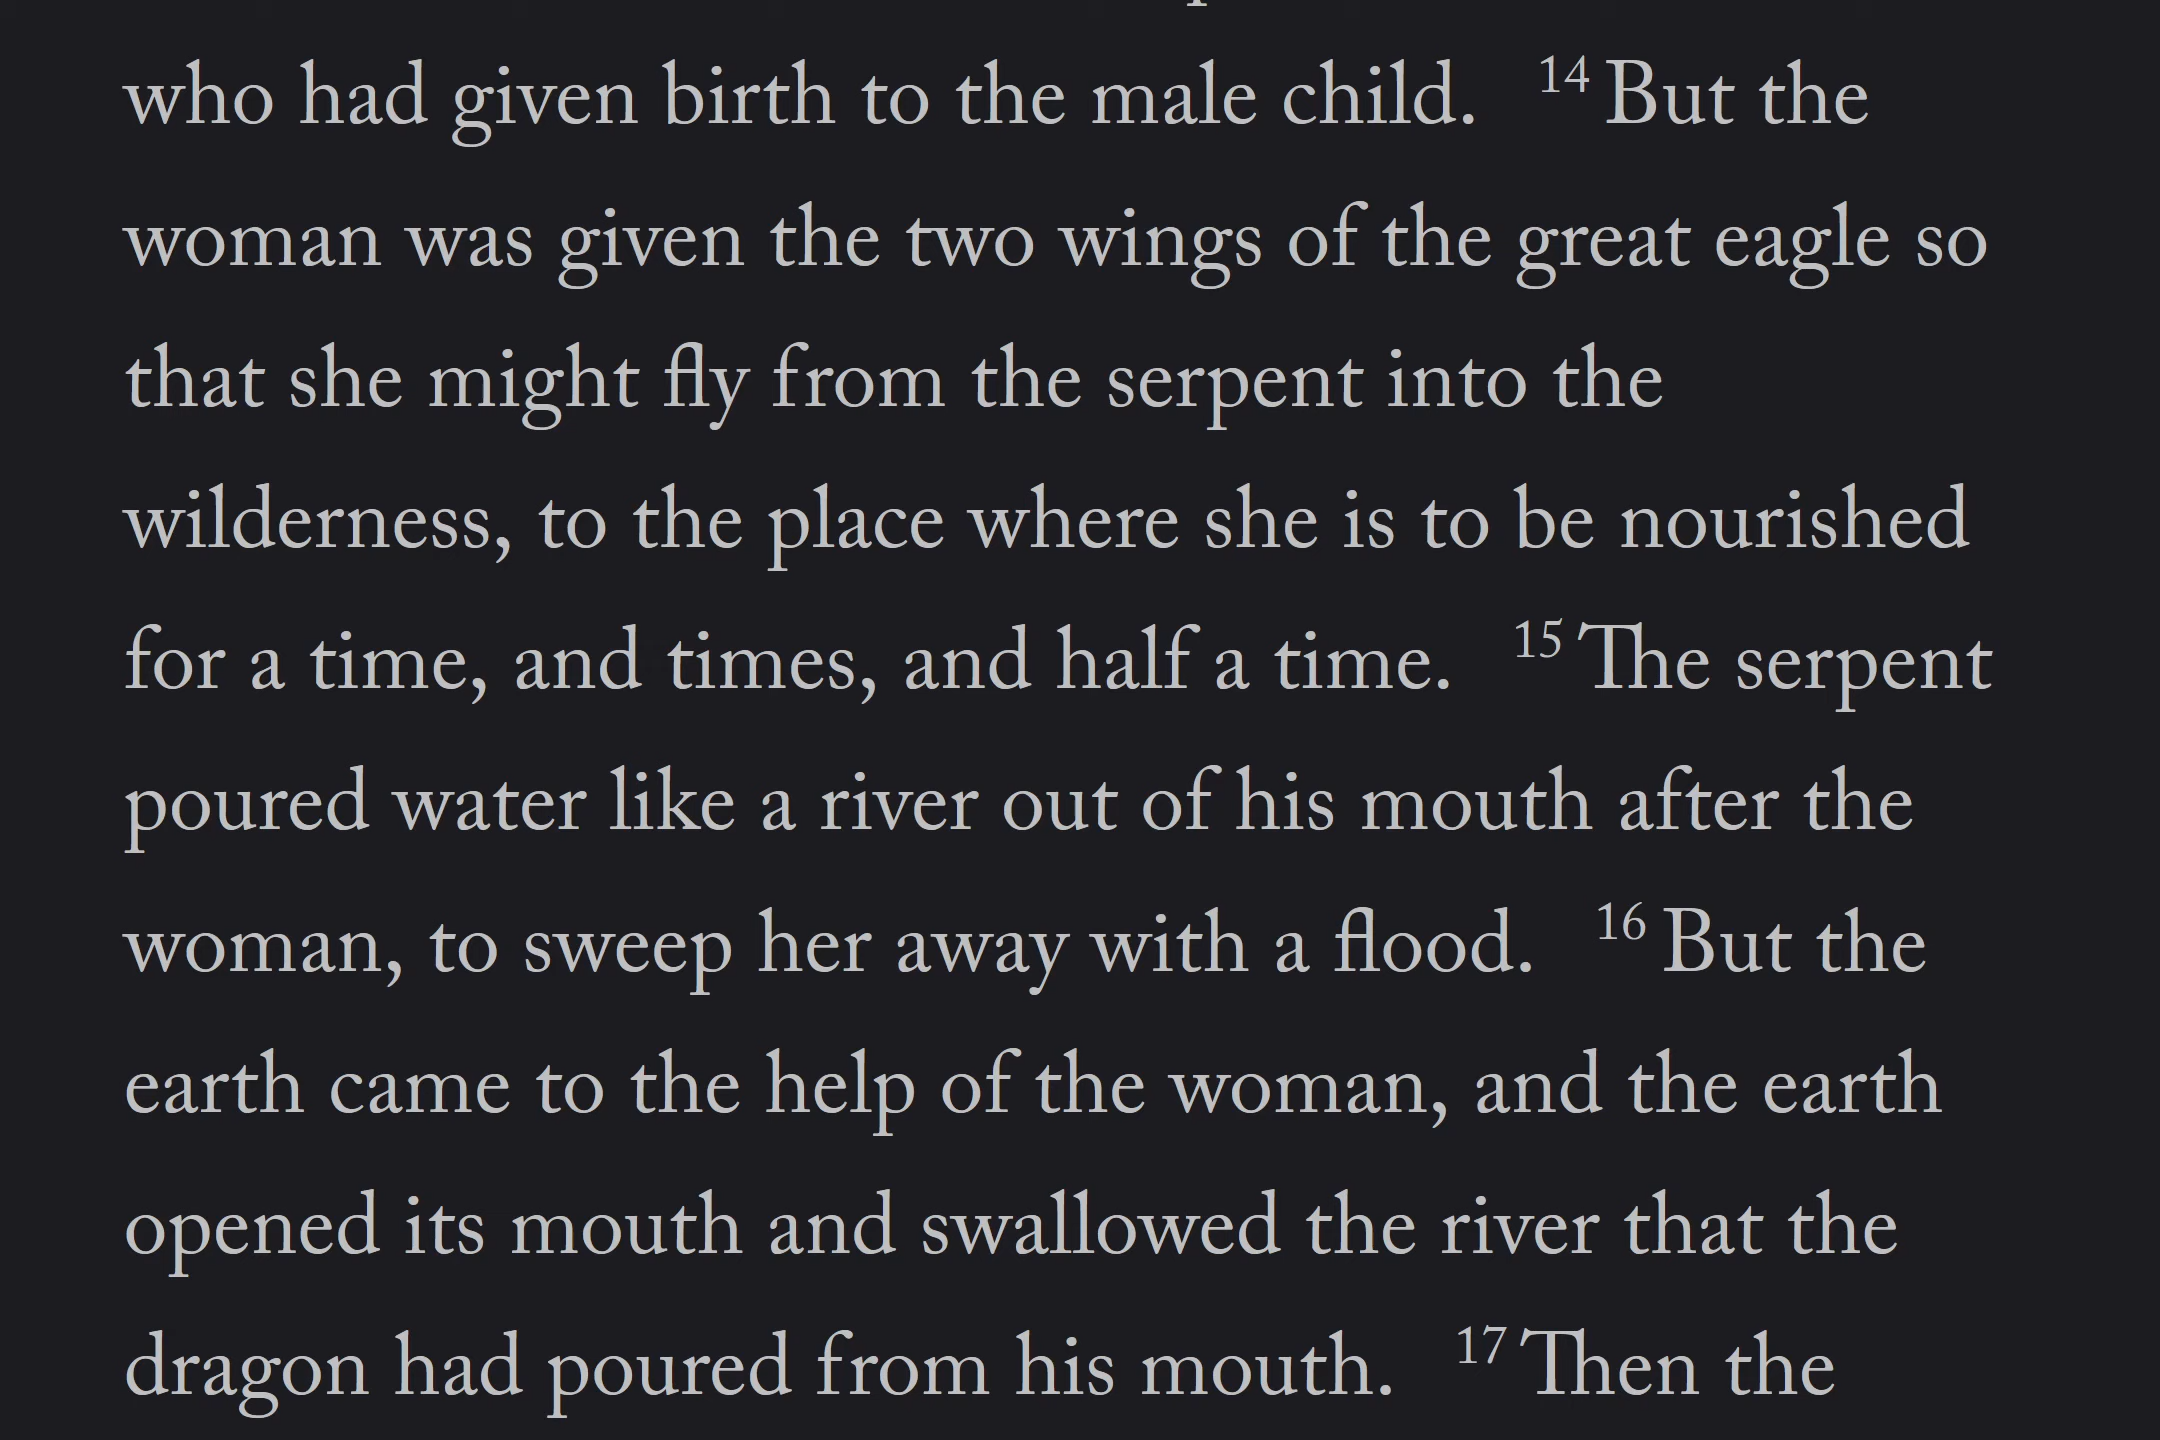 who had given birth to the male child. 14 But the
woman was given the two wings of the great eagle so
that she might fly from the serpent into the
wilderness, to the place where she is to be nourished
for a time, and times, and half a time. 15 The serpent
poured water like a river out of his mouth after the
woman, to sweep her away with a flood. 16 But the
earth came to the help of the woman, and the earth
opened its mouth and swallowed the river that the
dragon had poured from his mouth. 17 Then the